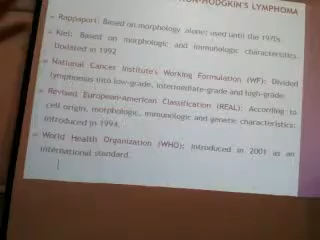 NON-HODGKIN'S LYMPHOMA
Rappaport: Based on morphology alone; used until the 1970s
Kiel: Based on morphologic and immunologic characteristics.
Updated in 1992
National Cancer Institute's Working Formulation (WF): Divided
lymphomas into low-grade, intermediate-grade and high-grade.
Revised European-American Classification (REAL): According to
cell origin, morphologic, immunologic and genetic characteristics;
introduced in 1994.
World Health Organization (WHO): introduced in 2001 as an
international standard.